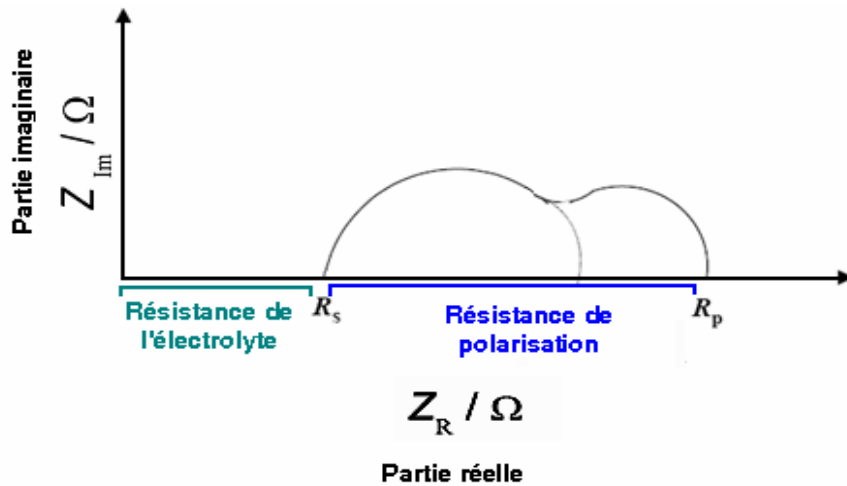 Partie imaginaire
Z Im / Ω
Résistance de
l'électrolyte
Rs
Résistance de
polarisation
Rp
ZR / Ω
Partie réelle